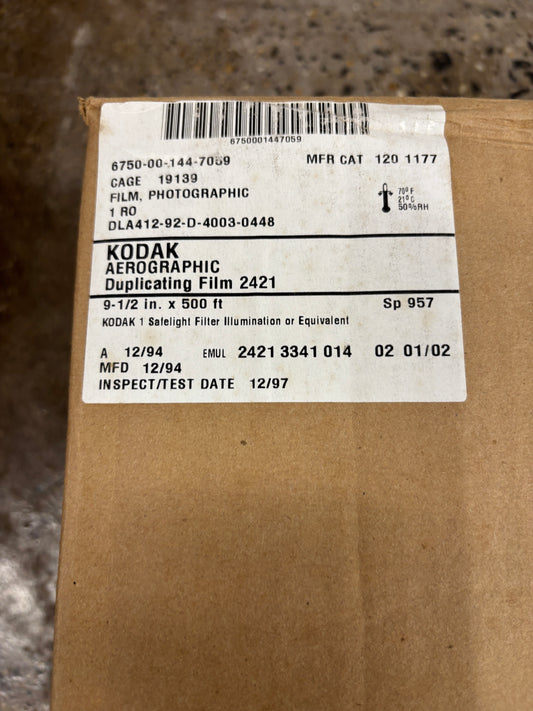 6750001447059
6750-00-144-7059 MFR CAT 120 1177
CAGE 19139
FILM, PHOTOGRAPHIC
1 RO
DLA412-92-D-4003-0448
70° F
21° C
50%RH
KODAK
AEROGRAPHIC
Duplicating Film 2421
9-1/2 in. x 500 ft Sp 957
KODAK 1 Safelight Filter Illumination or Equivalent
A 12/94 EMUL 2421 3341 014 02 01/02
MFD 12/94
INSPECT/TEST DATE 12/97